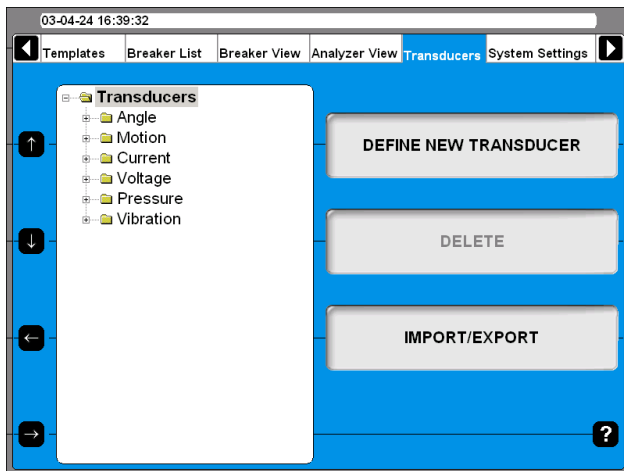 03-04-24 16:39:32
Templates Breaker List Breaker View Analyzer View Transducers System Settings
Transducers
Angle
Motion
Current
Voltage
Pressure
Vibration
DEFINE NEW TRANSDUCER
DELETE
IMPORT/EXPORT
?